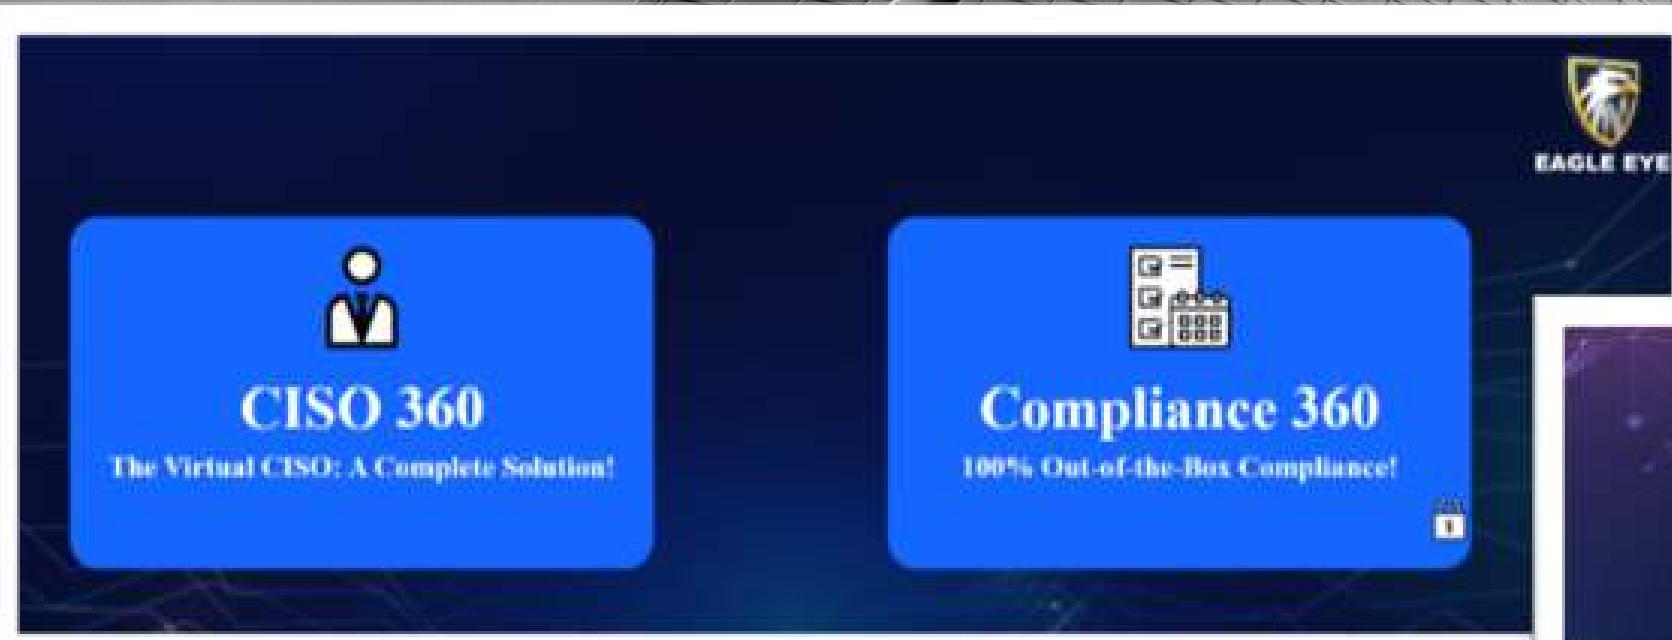 EAGLE EYE
CISO 360
The Virtual CISO: A Complete Solution!
Compliance 360
100% Out-of-the-Box Compliance!